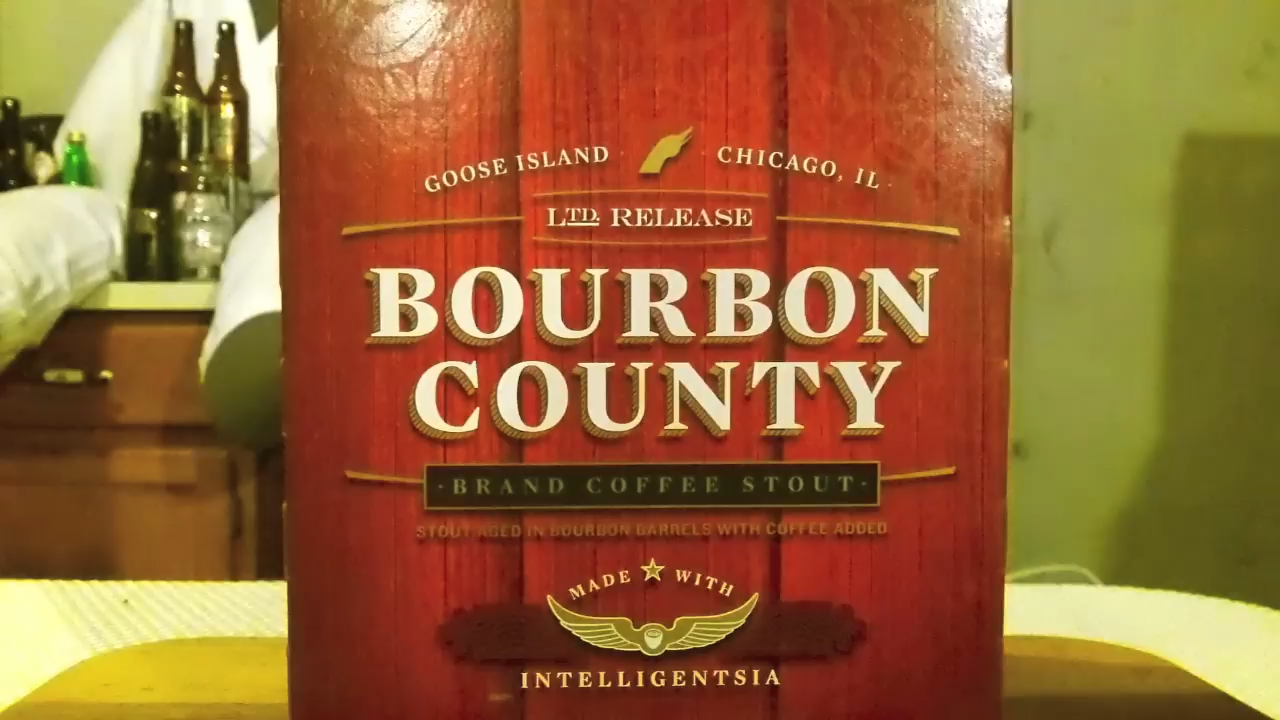 GOOSE ISLAND CHICAGO, IL
LTD. RELEASE
BOURBON
COUNTY
·BRAND COFFEE STOUT·
STOUT AGED IN BOURBON BARRELS WITH COFFEE ADDED
MADE WITH
INTELLIGENTSIA